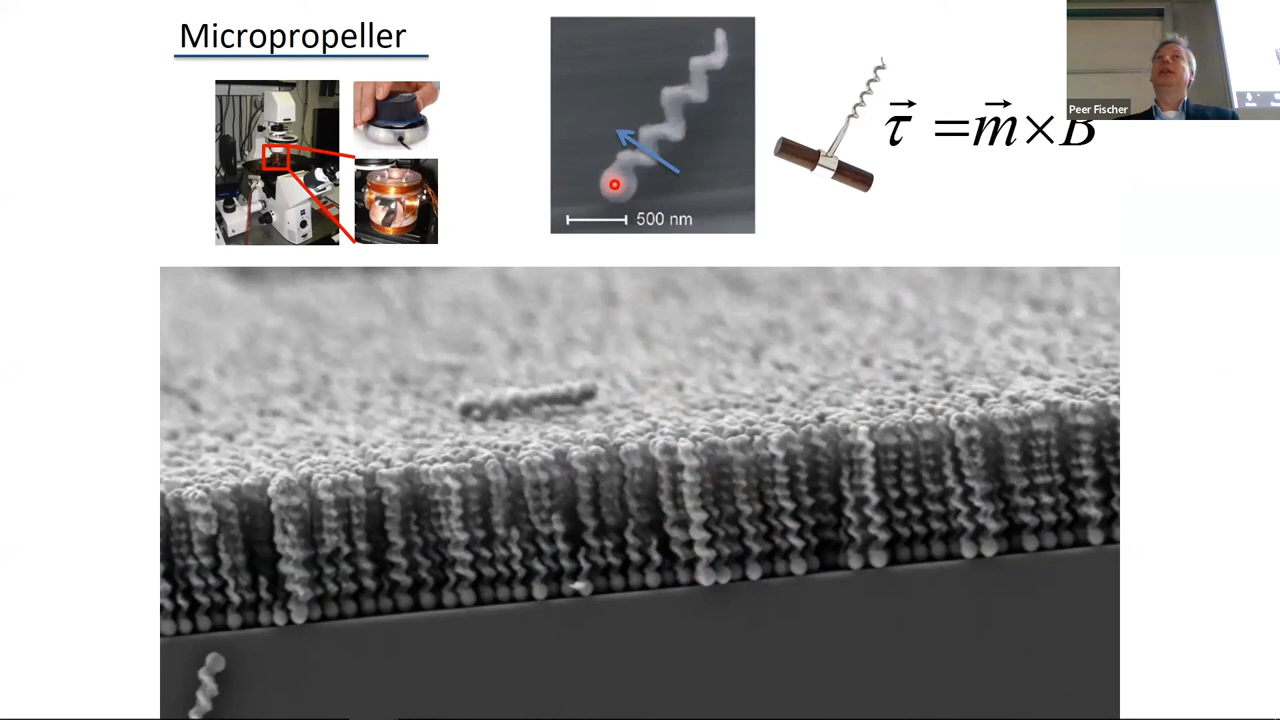 Micropropeller
500 nm
τ⃗ = m⃗ × B
Peer Fischer